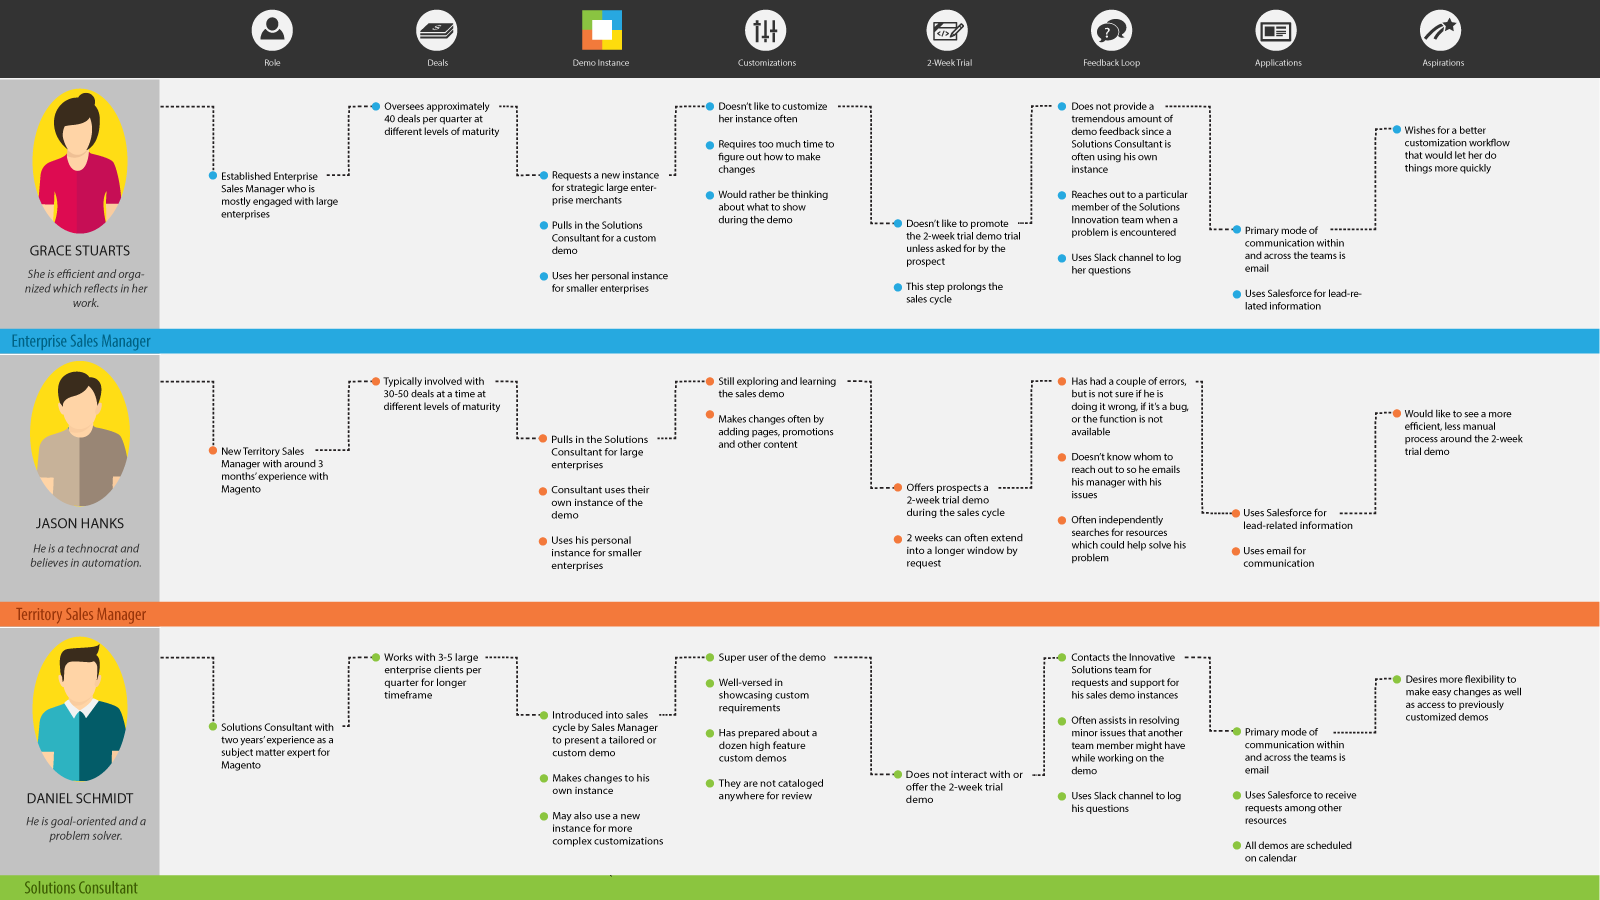 Role
Deals
Demo Instance
Customizations
2-Week Trial
Feedback Loop
Applications
Aspirations
GRACE STUARTS
She is efficient and orga-
nized which reflects in her
work.
Established Enterprise
Sales Manager who is
mostly engaged with large
enterprises
Oversees approximately
40 deals per quarter at
different levels of maturity
Requests a new instance
for strategic large enter-
prise merchants
Pulls in the Solutions
Consultant for a custom
demo
Uses her personal instance
for smaller enterprises
Doesn't like to customize
her instance often
Requires too much time to
figure out how to make
changes
Would rather be thinking
about what to show
during the demo
Doesn't like to promote
the 2-week trial demo trial
unless asked for by the
prospect
This step prolongs the
sales cycle
Does not provide a
tremendous amount of
demo feedback since a
Solutions Consultant is
often using his own
instance
Reaches out to a particular
member of the Solutions
Innovation team when a
problem is encountered
Uses Slack channel to log
her questions
Primary mode of
communication within
and across the teams is
email
Uses Salesforce for lead-re-
lated information
Wishes for a better
customization workflow
that would let her do
things more quickly
Enterprise Sales Manager
JASON HANKS
He is a technocrat and
believes in automation.
New Territory Sales
Manager with around 3
months' experience with
Magento
Typically involved with
30-50 deals at a time at
different levels of maturity
Pulls in the Solutions
Consultant for large
enterprises
Consultant uses their
own instance of the
demo
Uses his personal
instance for smaller
enterprises
Still exploring and learning
the sales demo
Makes changes often by
adding pages, promotions
and other content
Offers prospects a
2-week trial demo
during the sales cycle
2 weeks can often extend
into a longer window by
request
Has had a couple of errors,
but is not sure if he is
doing it wrong, if it's a bug,
or the function is not
available
Doesn't know whom to
reach out to so he emails
his manager with his
issues
Often independently
searches for resources
which could help solve his
problem
Uses Salesforce for
lead-related information
Uses email for
communication
Would like to see a more
efficient, less manual
process around the 2-week
trial demo
Territory Sales Manager
DANIEL SCHMIDT
He is goal-oriented and a
problem solver.
Solutions Consultant with
two years' experience as a
subject matter expert for
Magento
Works with 3-5 large
enterprise clients per
quarter for longer
timeframe
Introduced into sales
cycle by Sales Manager
to present a tailored or
custom demo
Makes changes to his
own instance
May also use a new
instance for more
complex customizations
Super user of the demo
Well-versed in
showcasing custom
requirements
Has prepared about a
dozen high feature
custom demos
They are not cataloged
anywhere for review
Does not interact with or
offer the 2-week trial
demo
Contacts the Innovative
Solutions team for
requests and support for
his sales demo instances
Often assists in resolving
minor issues that another
team member might have
while working on the
demo
Uses Slack channel to log
his questions
Primary mode of
communication within
and across the teams is
email
Uses Salesforce to receive
requests among other
resources
All demos are scheduled
on calendar
Desires more flexibility to
make easy changes as well
as access to previously
customized demos
Solutions Consultant